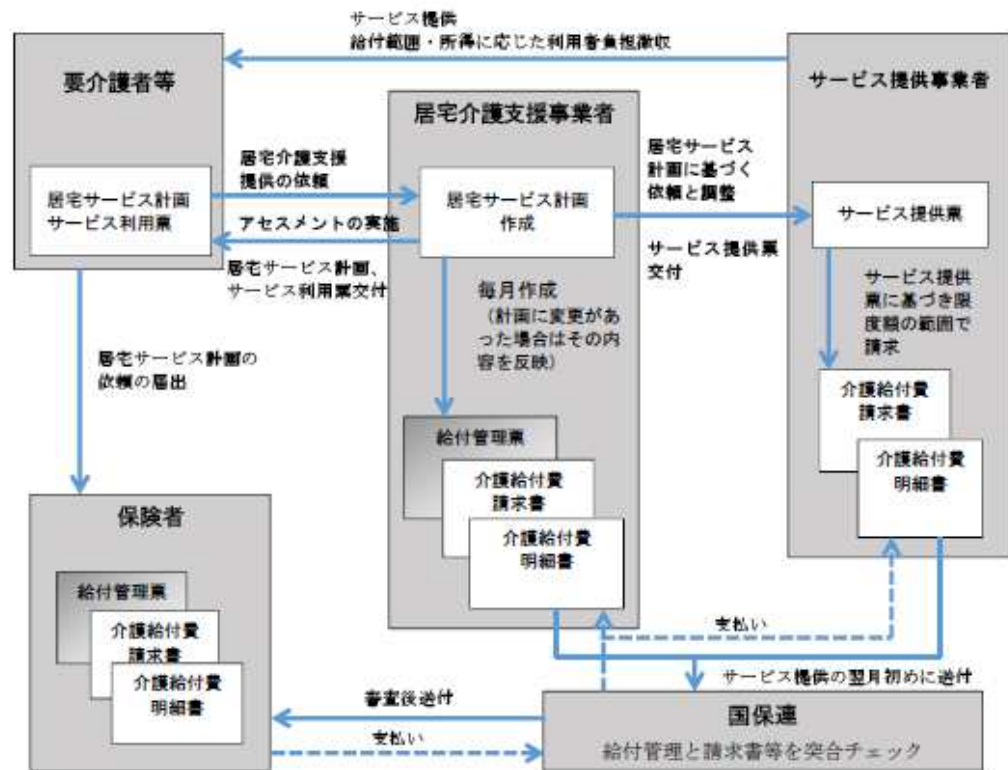 サービス提供
給付範囲・所得に応じた利用者負担徴収
要介護者等
サービス提供事業者
居宅介護支援事業者
居宅介護支援
提供の依頼
居宅サービス
計画に基づく
依頼と調整
居宅サービス計画
サービス利用票
居宅サービス計画
作成
サービス提供票
アセスメントの実施
サービス提供票
交付
居宅サービス計画、
サービス利用票交付
毎月作成
（計画に変更があ
った場合はその内
容を反映）
サービス提供
票に基づき限
度額の範囲で
請求
居宅サービス計画の
依頼の届出
介護給付費
請求書
介護給付費
明細書
給付管理票
介護給付費
請求書
介護給付費
明細書
保険者
給付管理票
介護給付費
請求書
介護給付費
明細書
支払い
サービス提供の翌月初めに送付
審査後送付
支払い
国保連
給付管理と請求書等を突合チェック